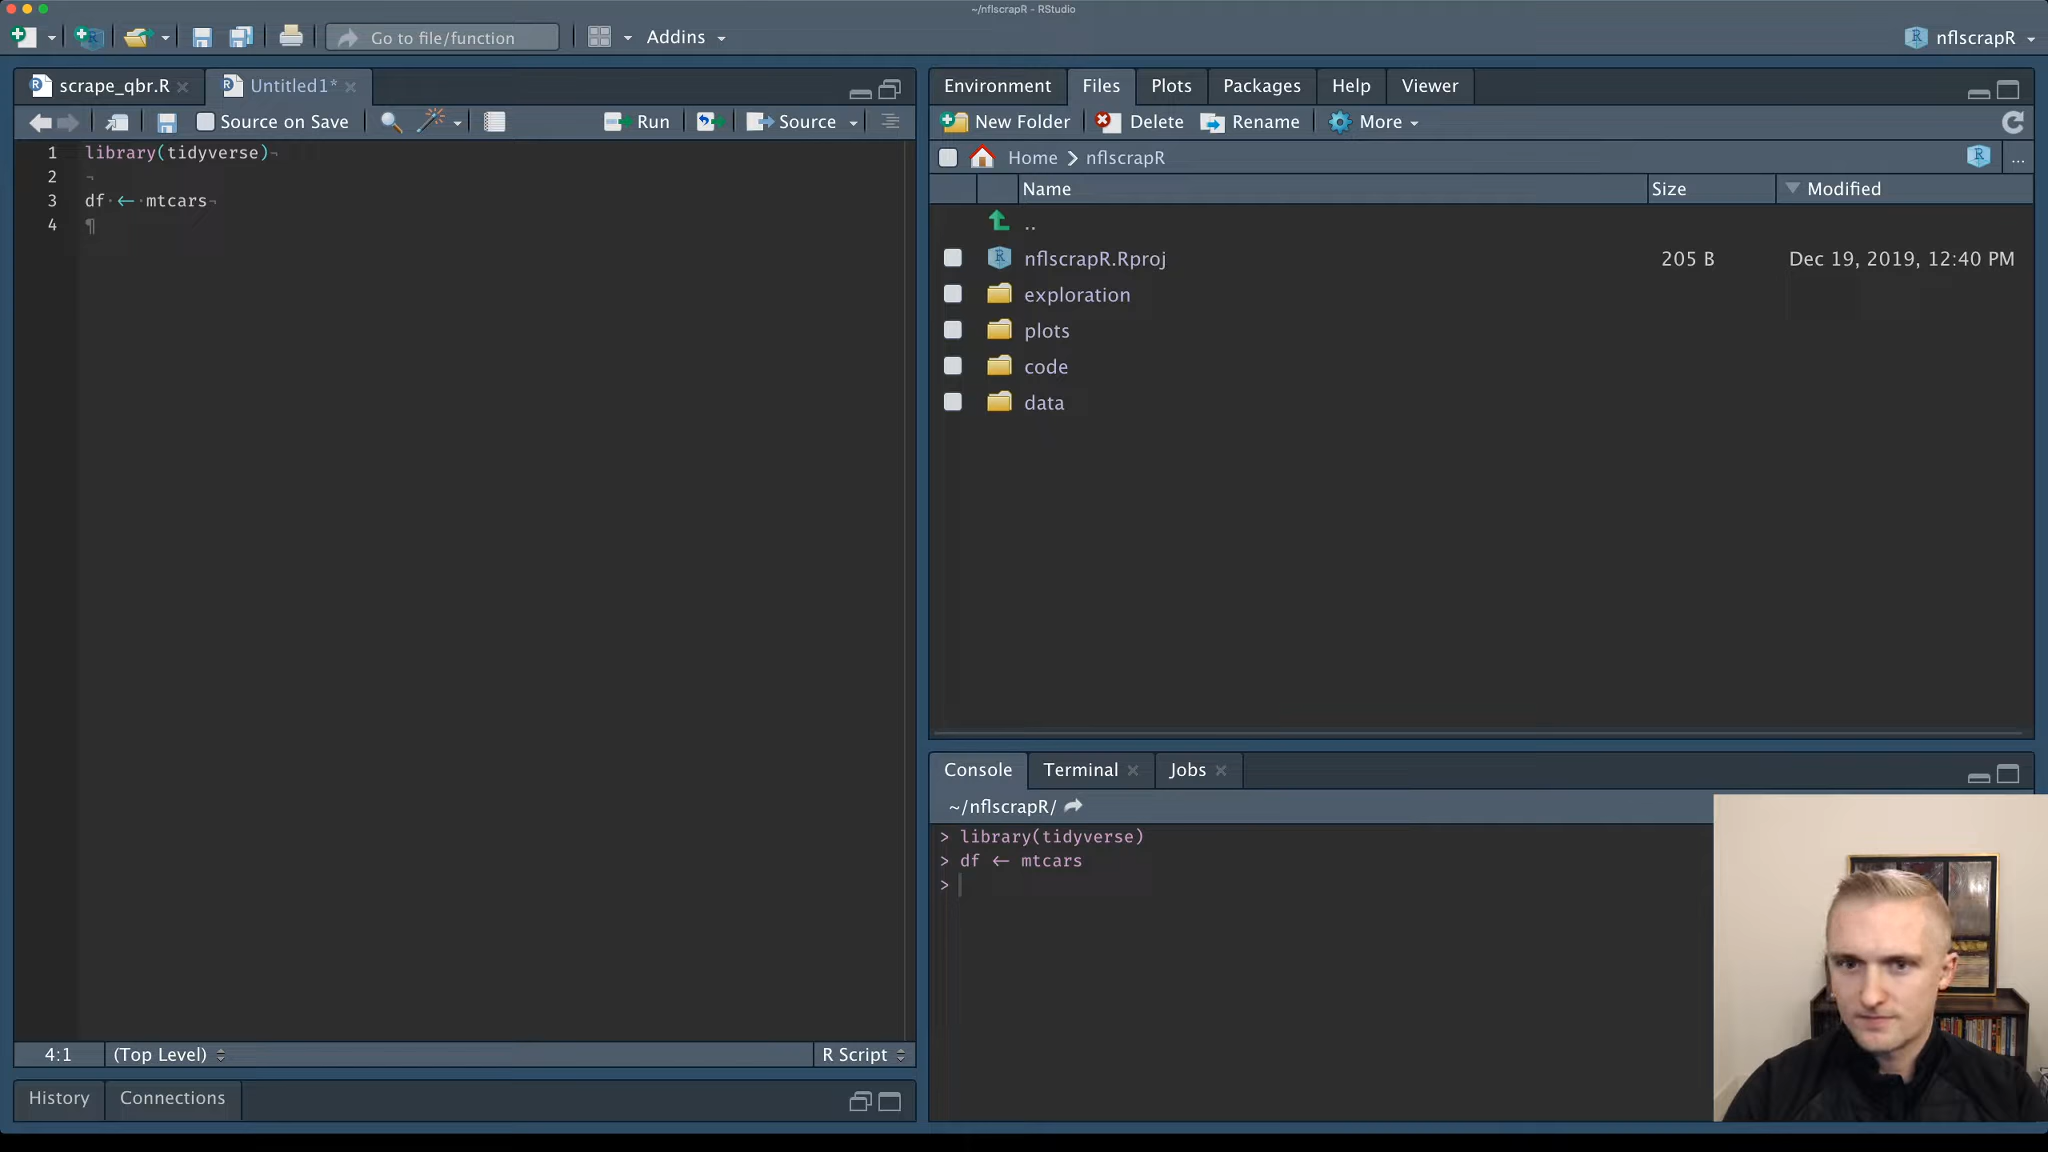 ~/nflscrapR - RStudio
Go to file/function
Addins
nflscrapR
scrape_qbr.R
Untitled1*
Source on Save
Run
Source
1 library(tidyverse)
2
3 df <- mtcars
4
4:1
(Top Level)
R Script
History
Connections
Environment
Files
Plots
Packages
Help
Viewer
New Folder
Delete
Rename
More
Home
nflscrapR
...
Name
Size
Modified
..
nflscrapR.Rproj 205 B Dec 19, 2019, 12:40 PM
exploration
plots
code
data
Console
Terminal
Jobs
~/nflscrapR/
> library(tidyverse)
> df <- mtcars
>